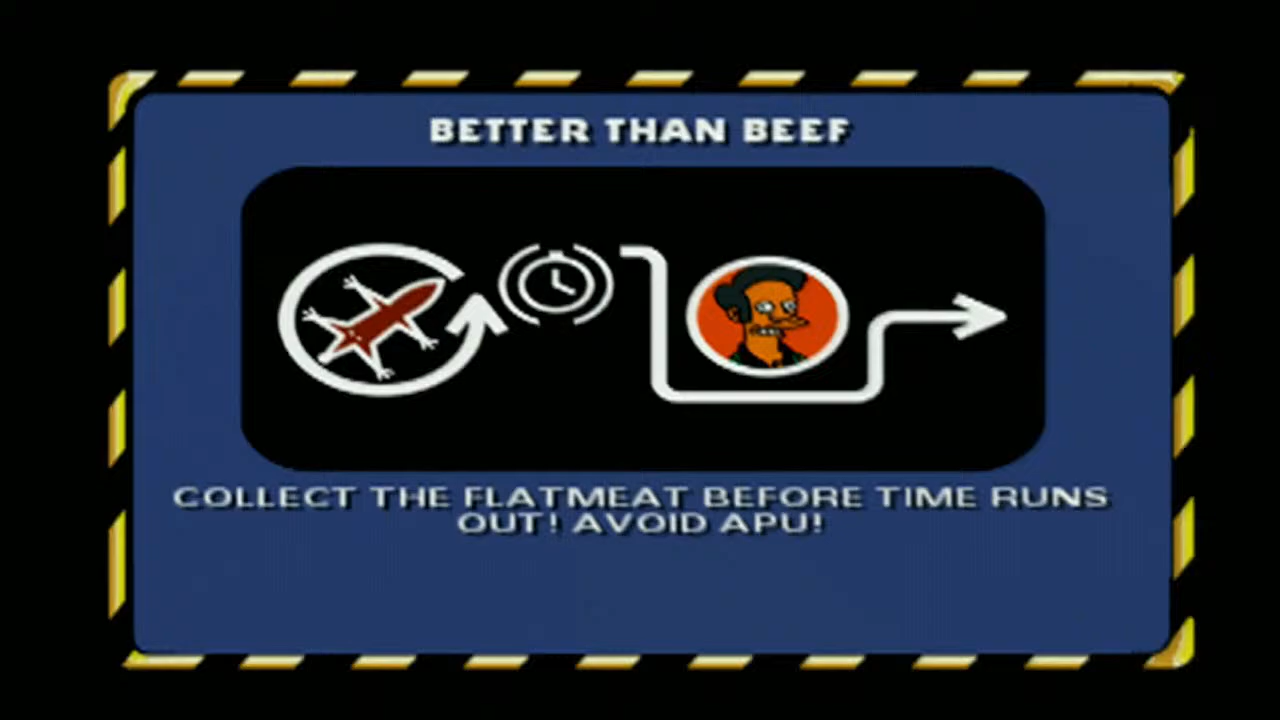 BETTER THAN BEEF
COLLECT THE FLATMEAT BEFORE TIME RUNS
OUT! AVOID APU!